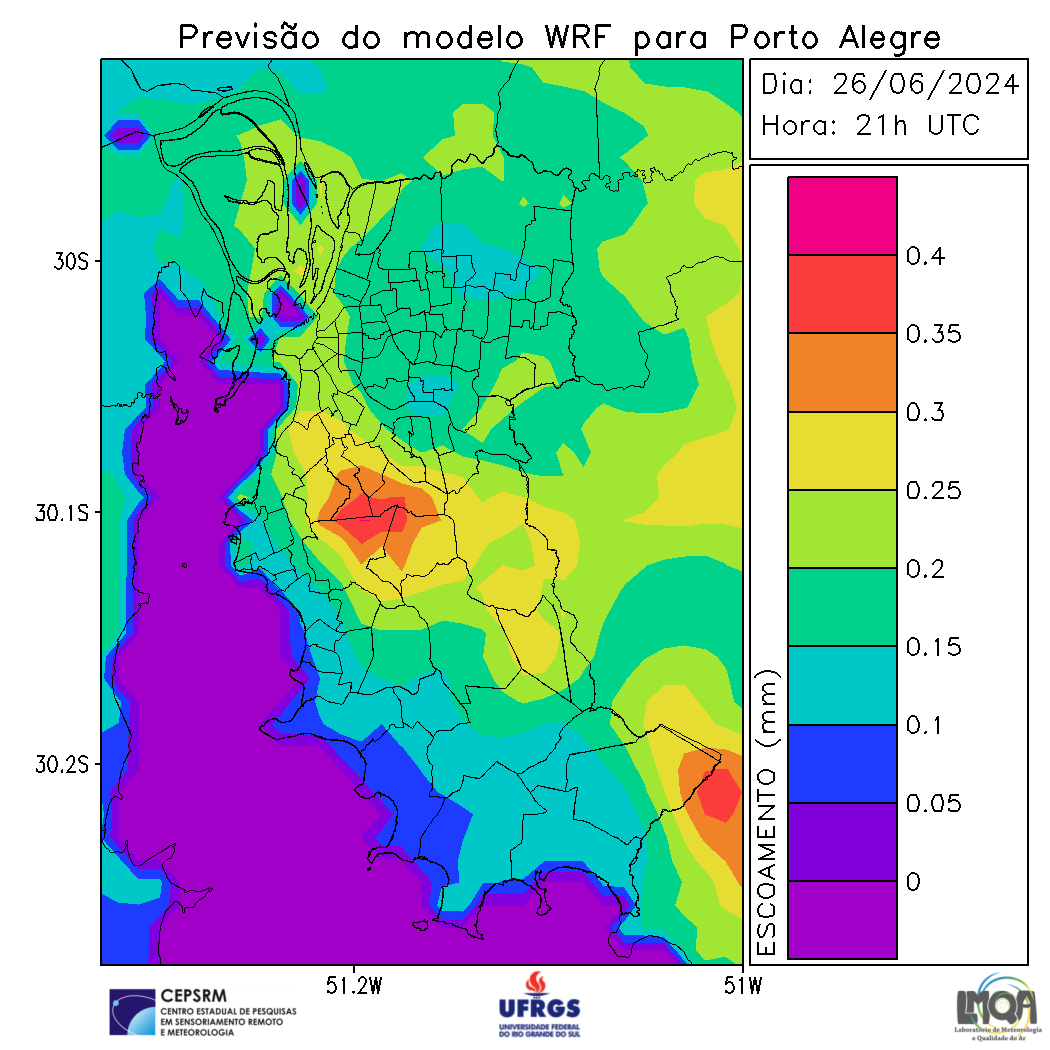 Previsão do modelo WRF para Porto Alegre
Dia: 26/06/2024
Hora: 21h UTC
30S
30.1S
30.2S
51.2W
51W
ESCOAMENTO (mm)
0.4
0.35
0.3
0.25
0.2
0.15
0.1
0.05
0
CEPSRM
CENTRO ESTADUAL DE PESQUISAS
EM SENSORIAMENTO REMOTO
E METEOROLOGIA
UFRGS
UNIVERSIDADE FEDERAL
DO RIO GRANDE DO SUL
LMQA
Laboratório de Meteorologia
e Qualidade do Ar